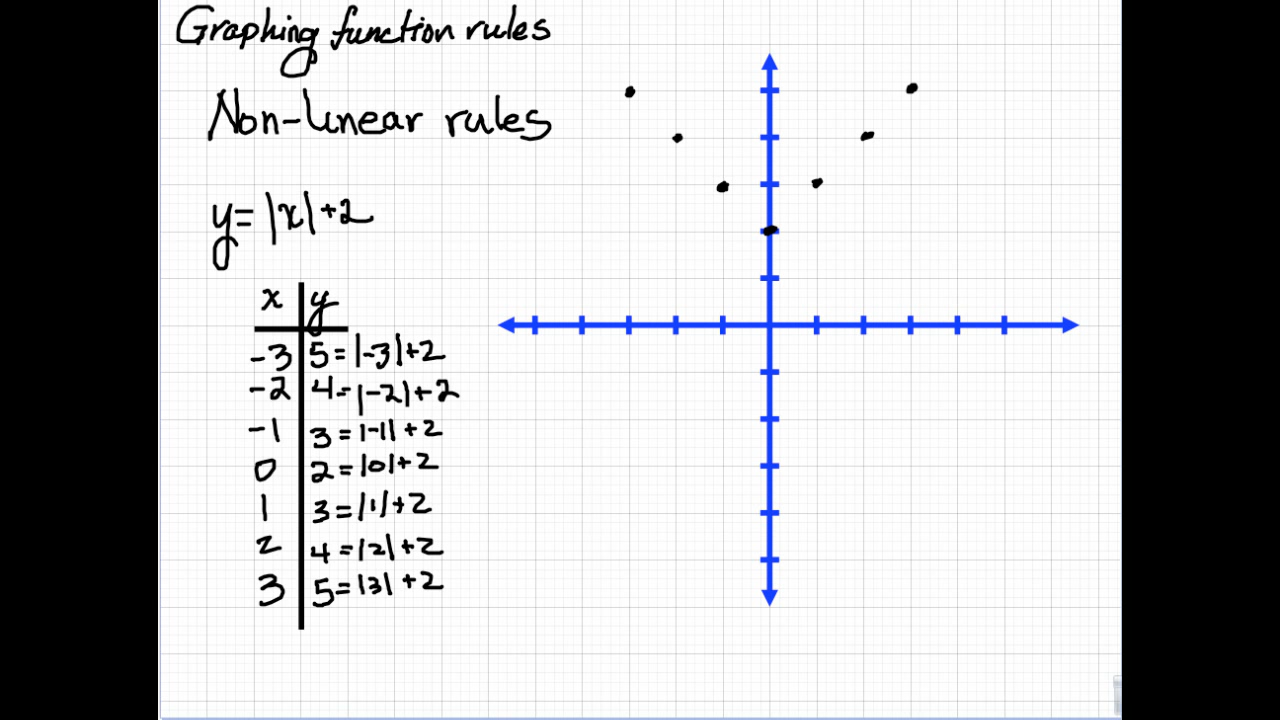 Graphing function rules
Non-linear rules
y= |x|+2
x y
-3 5=|-3|+2
-2 4=|-2|+2
-1 3=|-1|+2
0 2=|0|+2
1 3=|1|+2
2 4=|2|+2
3 5=|3|+2